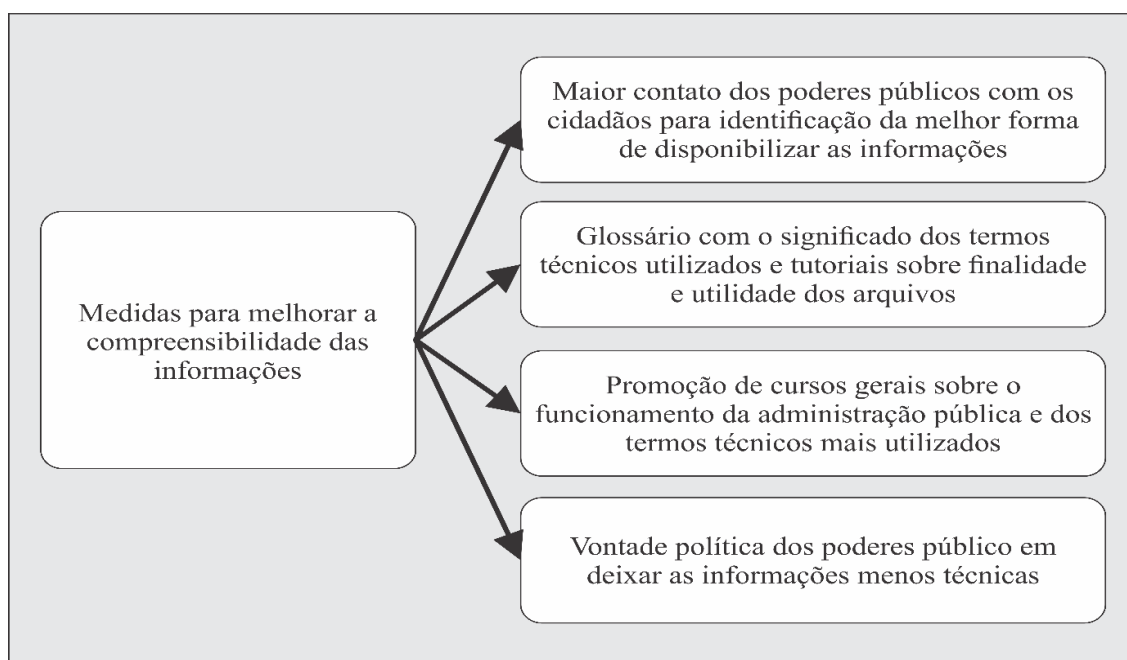 Medidas para melhorar a
compreensibilidade das
informações
Maior contato dos poderes públicos com os
cidadãos para identificação da melhor forma
de disponibilizar as informações
Glossário com o significado dos termos
técnicos utilizados e tutoriais sobre finalidade
e utilidade dos arquivos
Promoção de cursos gerais sobre o
funcionamento da administração pública e dos
termos técnicos mais utilizados
Vontade política dos poderes público em
deixar as informações menos técnicas